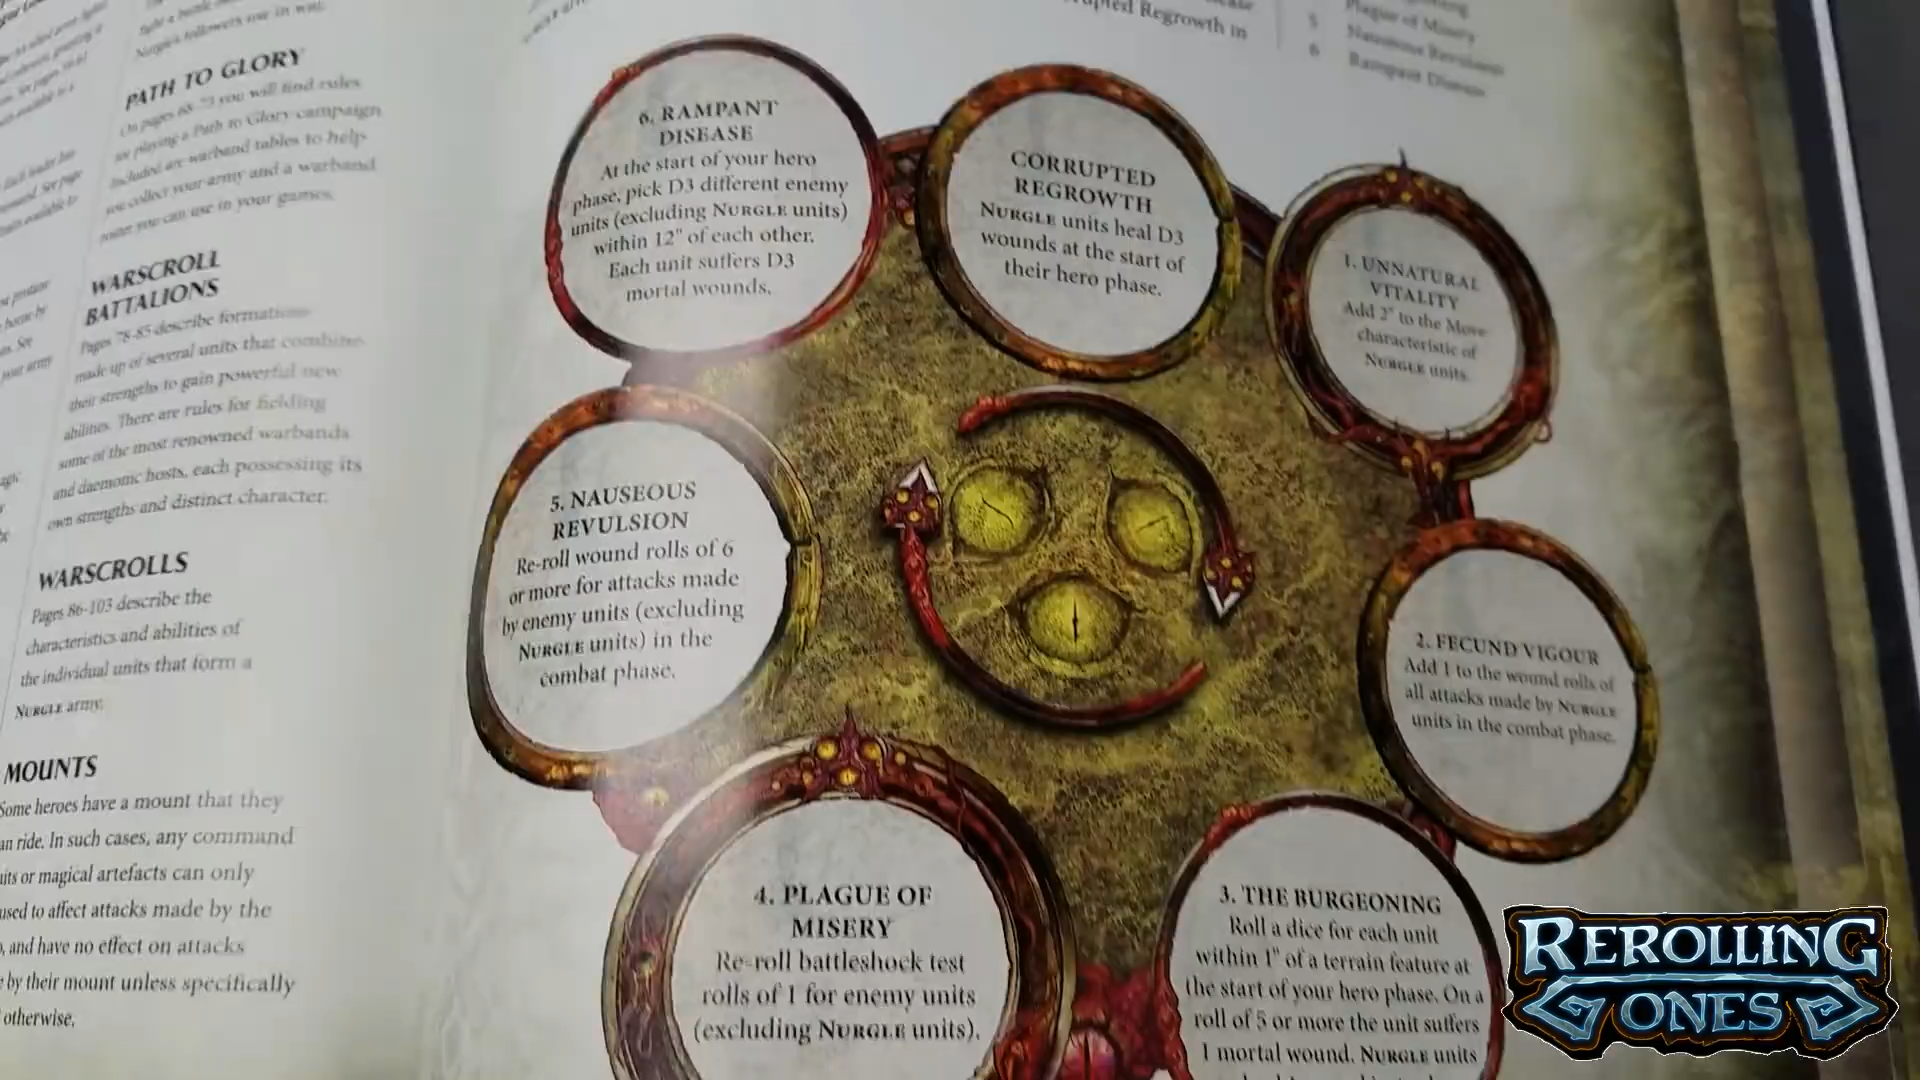 PATH TO GLORY
On pages 68-73 you will find rules
for playing a Path to Glory campaign.
Included are warband tables to help
you collect your army and a warband
roster you can use in your games.
WARSCROLL
BATTALIONS
Pages 78-85 describe formations
made up of several units that combine
their strengths to gain powerful new
abilities. There are rules for fielding
some of the most renowned warbands
and daemonic hosts, each possessing its
own strengths and distinct character.
WARSCROLLS
Pages 86-103 describe the
characteristics and abilities of
the individual units that form a
NURGLE army.
MOUNTS
Some heroes have a mount that they
can ride. In such cases, any command
or magical artefacts can only
used to affect attacks made by the
and have no effect on attacks
by their mount unless specifically
otherwise.
Regrowth in
Plague of Misery
5 Nauseous Revulsion
6 Rampant Disease
6. RAMPANT
DISEASE
At the start of your hero
phase, pick D3 different enemy
units (excluding NURGLE units)
within 12" of each other.
Each unit suffers D3
mortal wounds.
CORRUPTED
REGROWTH
NURGLE units heal D3
wounds at the start of
their hero phase.
1. UNNATURAL
VITALITY
Add 2" to the Move
characteristic of
NURGLE units.
5. NAUSEOUS
REVULSION
Re-roll wound rolls of 6
or more for attacks made
by enemy units (excluding
NURGLE units) in the
combat phase.
2. FECUND VIGOUR
Add 1 to the wound rolls of
all attacks made by NURGLE
units in the combat phase.
4. PLAGUE OF
MISERY
Re-roll battleshock test
rolls of 1 for enemy units
(excluding NURGLE units).
3. THE BURGEONING
Roll a dice for each unit
within 1" of a terrain feature at
the start of your hero phase. On a
roll of 5 or more the unit suffers
1 mortal wound. NURGLE units
REROLLING
ONES